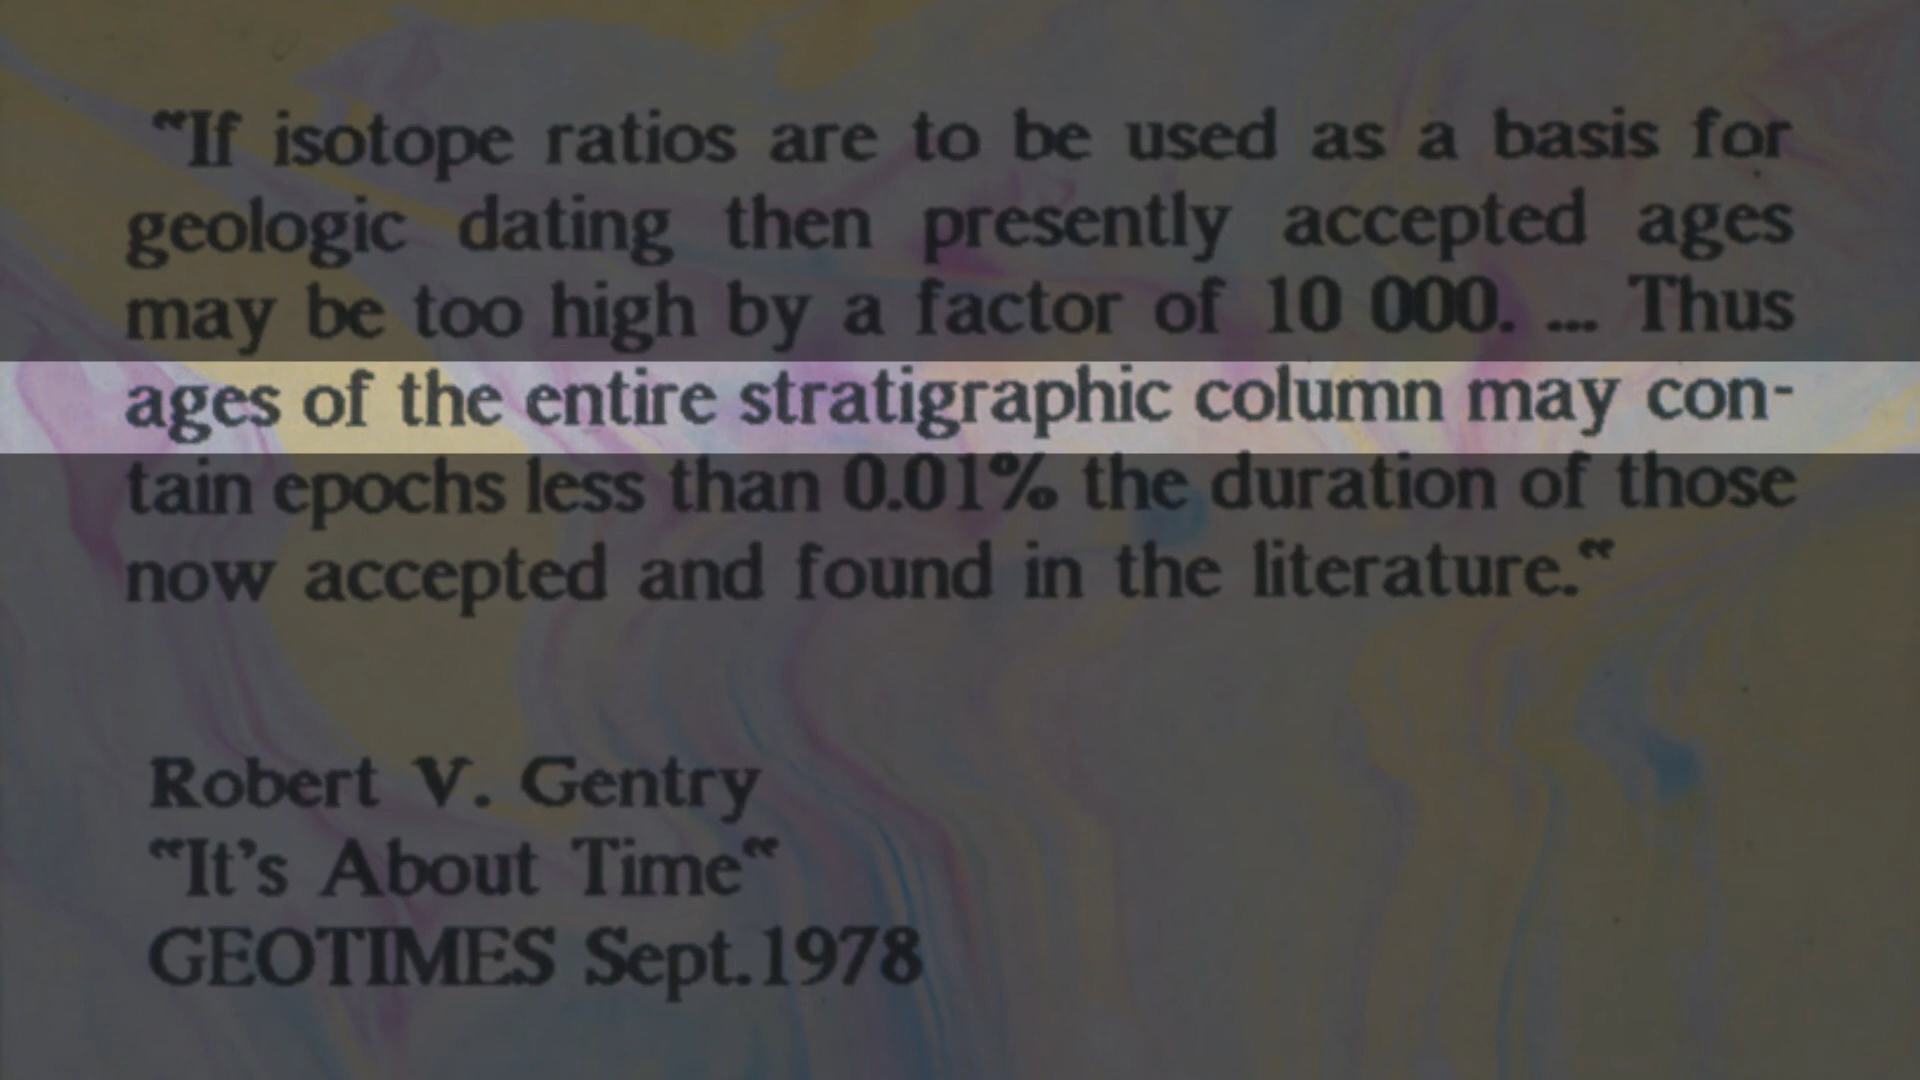 “If isotope ratios are to be used as a basis for
geologic dating then presently accepted ages
may be too high by a factor of 10 000. ... Thus
ages of the entire stratigraphic column may con-
tain epochs less than 0.01% the duration of those
now accepted and found in the literature.“
Robert V. Gentry
“It's About Time“
GEOTIMES Sept.1978